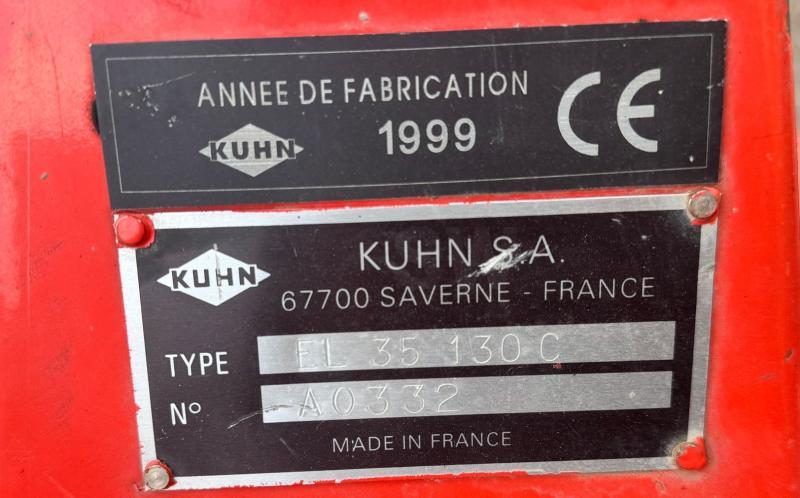 ANNEE DE FABRICATION
KUHN 1999 CE
KUHN KUHN S.A.
67700 SAVERNE - FRANCE
TYPE EL 35 130 C
N° A0332
MADE IN FRANCE